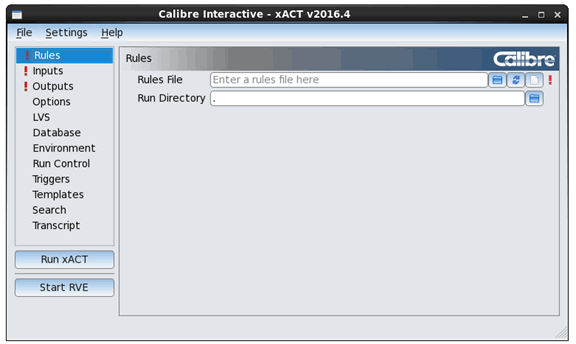 Calibre Interactive - xACT v2016.4
File Settings Help
! Rules
! Inputs
! Outputs
Options
LVS
Database
Environment
Run Control
Triggers
Templates
Search
Transcript
Run xACT
Start RVE
Rules
Calibre
Rules File Enter a rules file here !
Run Directory .